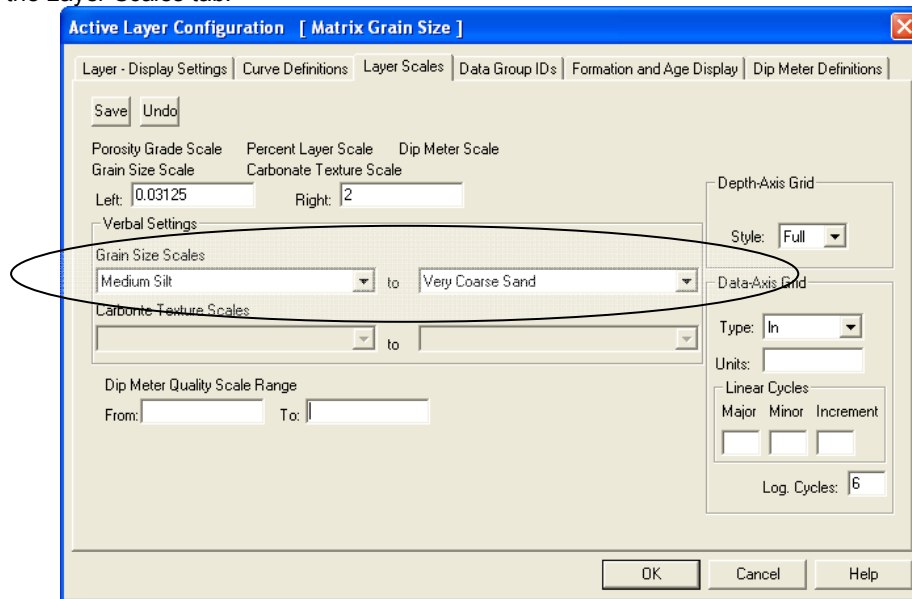 the Layer Scales tab.
Active Layer Configuration [ Matrix Grain Size ]
Layer - Display Settings Curve Definitions Layer Scales Data Group IDs Formation and Age Display Dip Meter Definitions
Save Undo
Porosity Grade Scale Percent Layer Scale Dip Meter Scale
Grain Size Scale Carbonate Texture Scale
Left: 0.03125 Right: 2
Verbal Settings
Grain Size Scales
Medium Silt to Very Coarse Sand
Carbonte Texture Scales
to
Dip Meter Quality Scale Range
From: To:
Depth-Axis Grid
Style: Full
Data-Axis Grid
Type: ln
Units:
Linear Cycles
Major Minor Increment
Log. Cycles: 6
OK Cancel Help